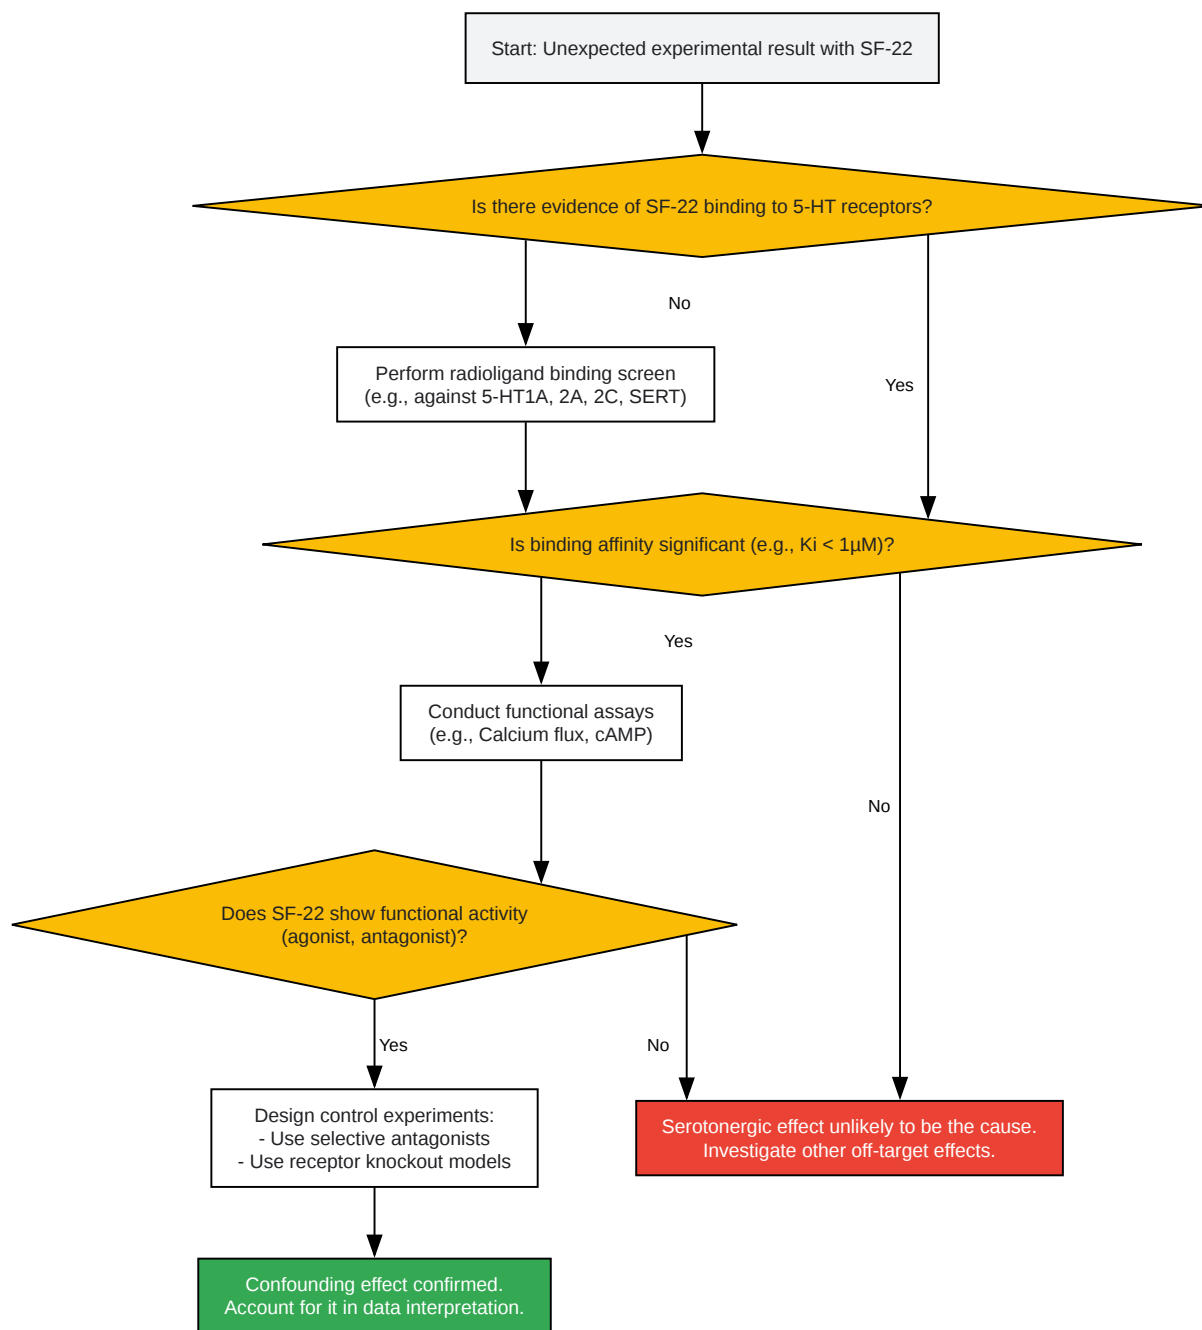 Start: Unexpected experimental result with SF-22
Is there evidence of SF-22 binding to 5-HT receptors?
No
Perform radioligand binding screen
(e.g., against 5-HT1A, 2A, 2C, SERT)
Yes
Is binding affinity significant (e.g., Ki < 1µM)?
Yes
Conduct functional assays
(e.g., Calcium flux, cAMP)
No
Does SF-22 show functional activity
(agonist, antagonist)?
Yes
No
Design control experiments:
- Use selective antagonists
- Use receptor knockout models
Serotonergic effect unlikely to be the cause.
Investigate other off-target effects.
Confounding effect confirmed.
Account for it in data interpretation.